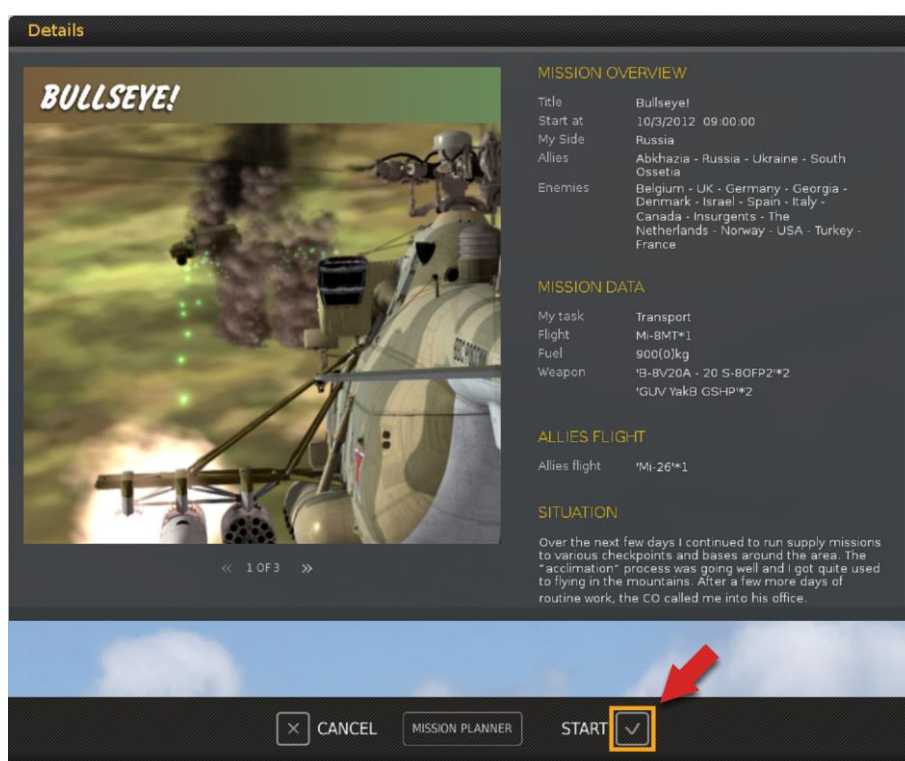 Details
BULLSEYE!
« 1 OF 3 »
MISSION OVERVIEW
Title Bullseye!
Start at 10/3/2012 09:00:00
My Side Russia
Allies Abkhazia - Russia - Ukraine - South
Ossetia
Enemies Belgium - UK - Germany - Georgia -
Denmark - Israel - Spain - Italy -
Canada - Insurgents - The
Netherlands - Norway - USA - Turkey -
France
MISSION DATA
My task Transport
Flight Mi-8MT*1
Fuel 900(0)kg
Weapon 'B-8V20A - 20 S-8OFP2'*2
'GUV YakB GSHP'*2
ALLIES FLIGHT
Allies flight 'Mi-26'*1
SITUATION
Over the next few days I continued to run supply missions
to various checkpoints and bases around the area. The
"acclimation" process was going well and I got quite used
to flying in the mountains. After a few more days of
routine work, the CO called me into his office.
CANCEL MISSION PLANNER START